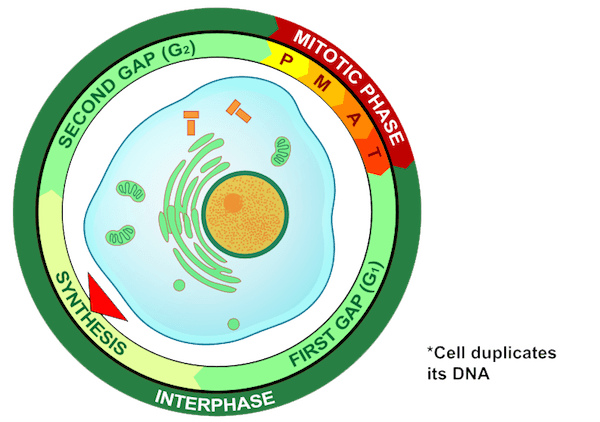 SECOND GAP (G₂)
MITOTIC PHASE
P
M
A
T
SYNTHESIS
FIRST GAP (G₁)
INTERPHASE
*Cell duplicates
its DNA